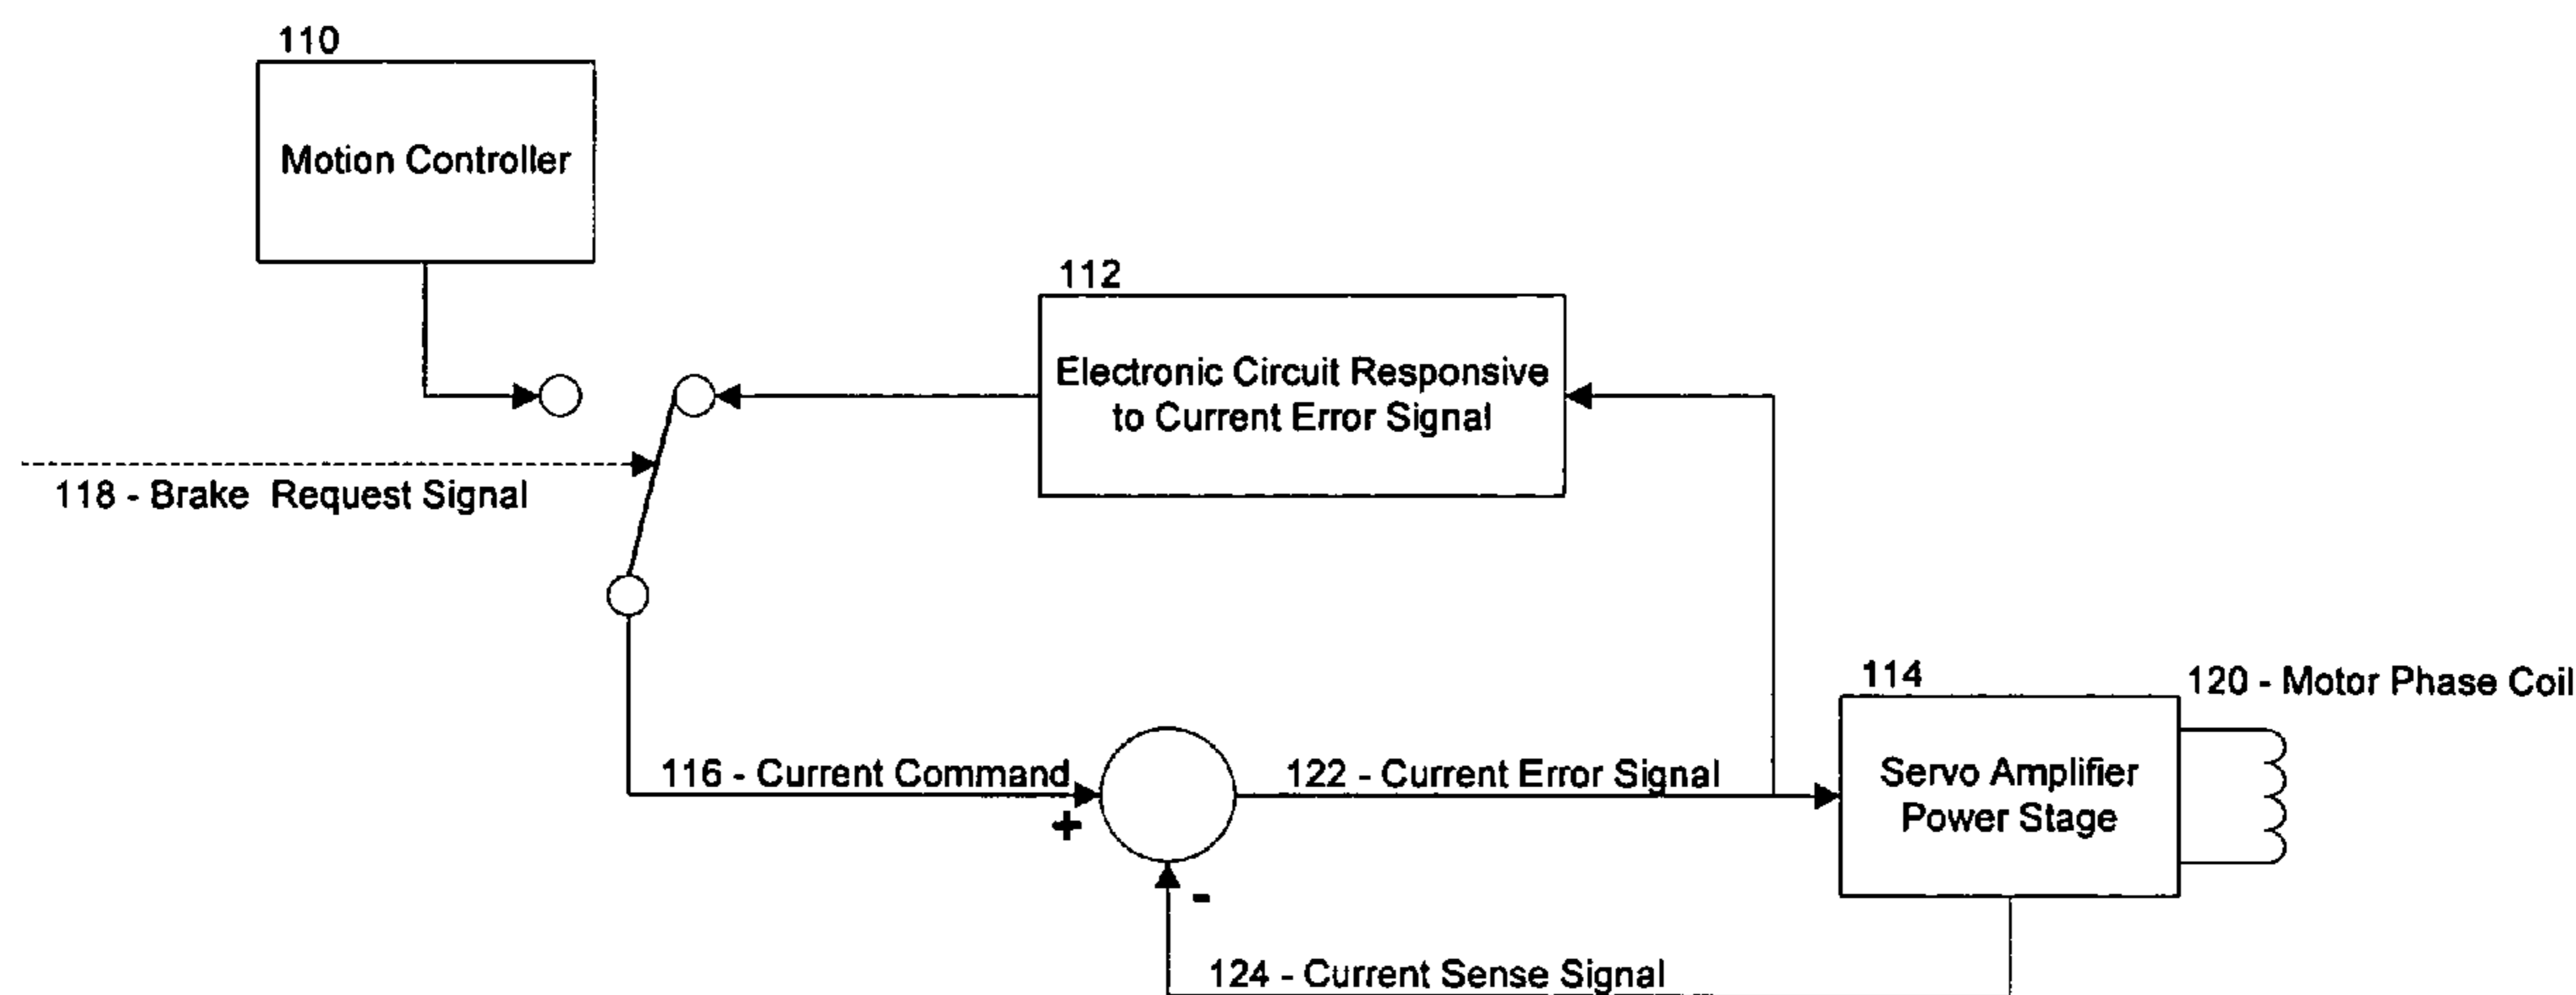 110
Motion Controller
112
Electronic Circuit Responsive
to Current Error Signal
118 - Brake Request Signal
114
120 - Motor Phase Coil
116 - Current Command
122 - Current Error Signal
Servo Amplifier
Power Stage
+
-
124 - Current Sense Signal